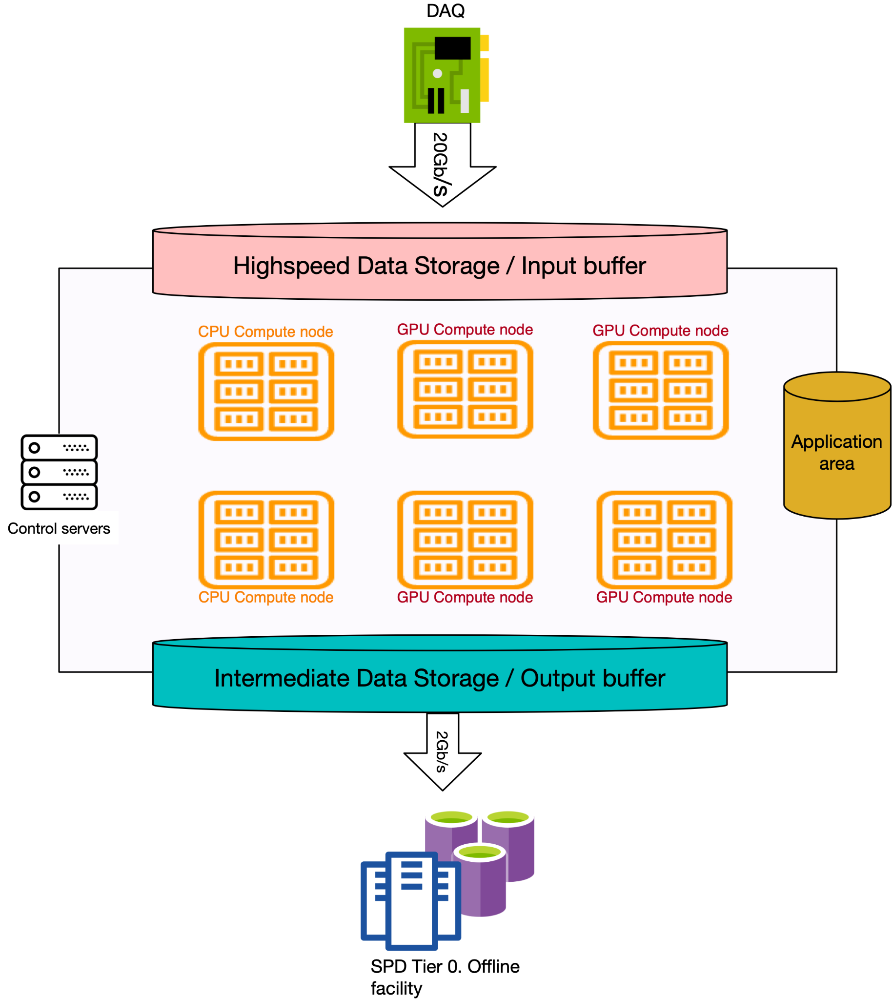 DAQ
20Gb/s
Highspeed Data Storage / Input buffer
CPU Compute node
GPU Compute node
GPU Compute node
Application
area
Control servers
CPU Compute node
GPU Compute node
GPU Compute node
Intermediate Data Storage / Output buffer
2Gb/s
SPD Tier 0. Offline
facility